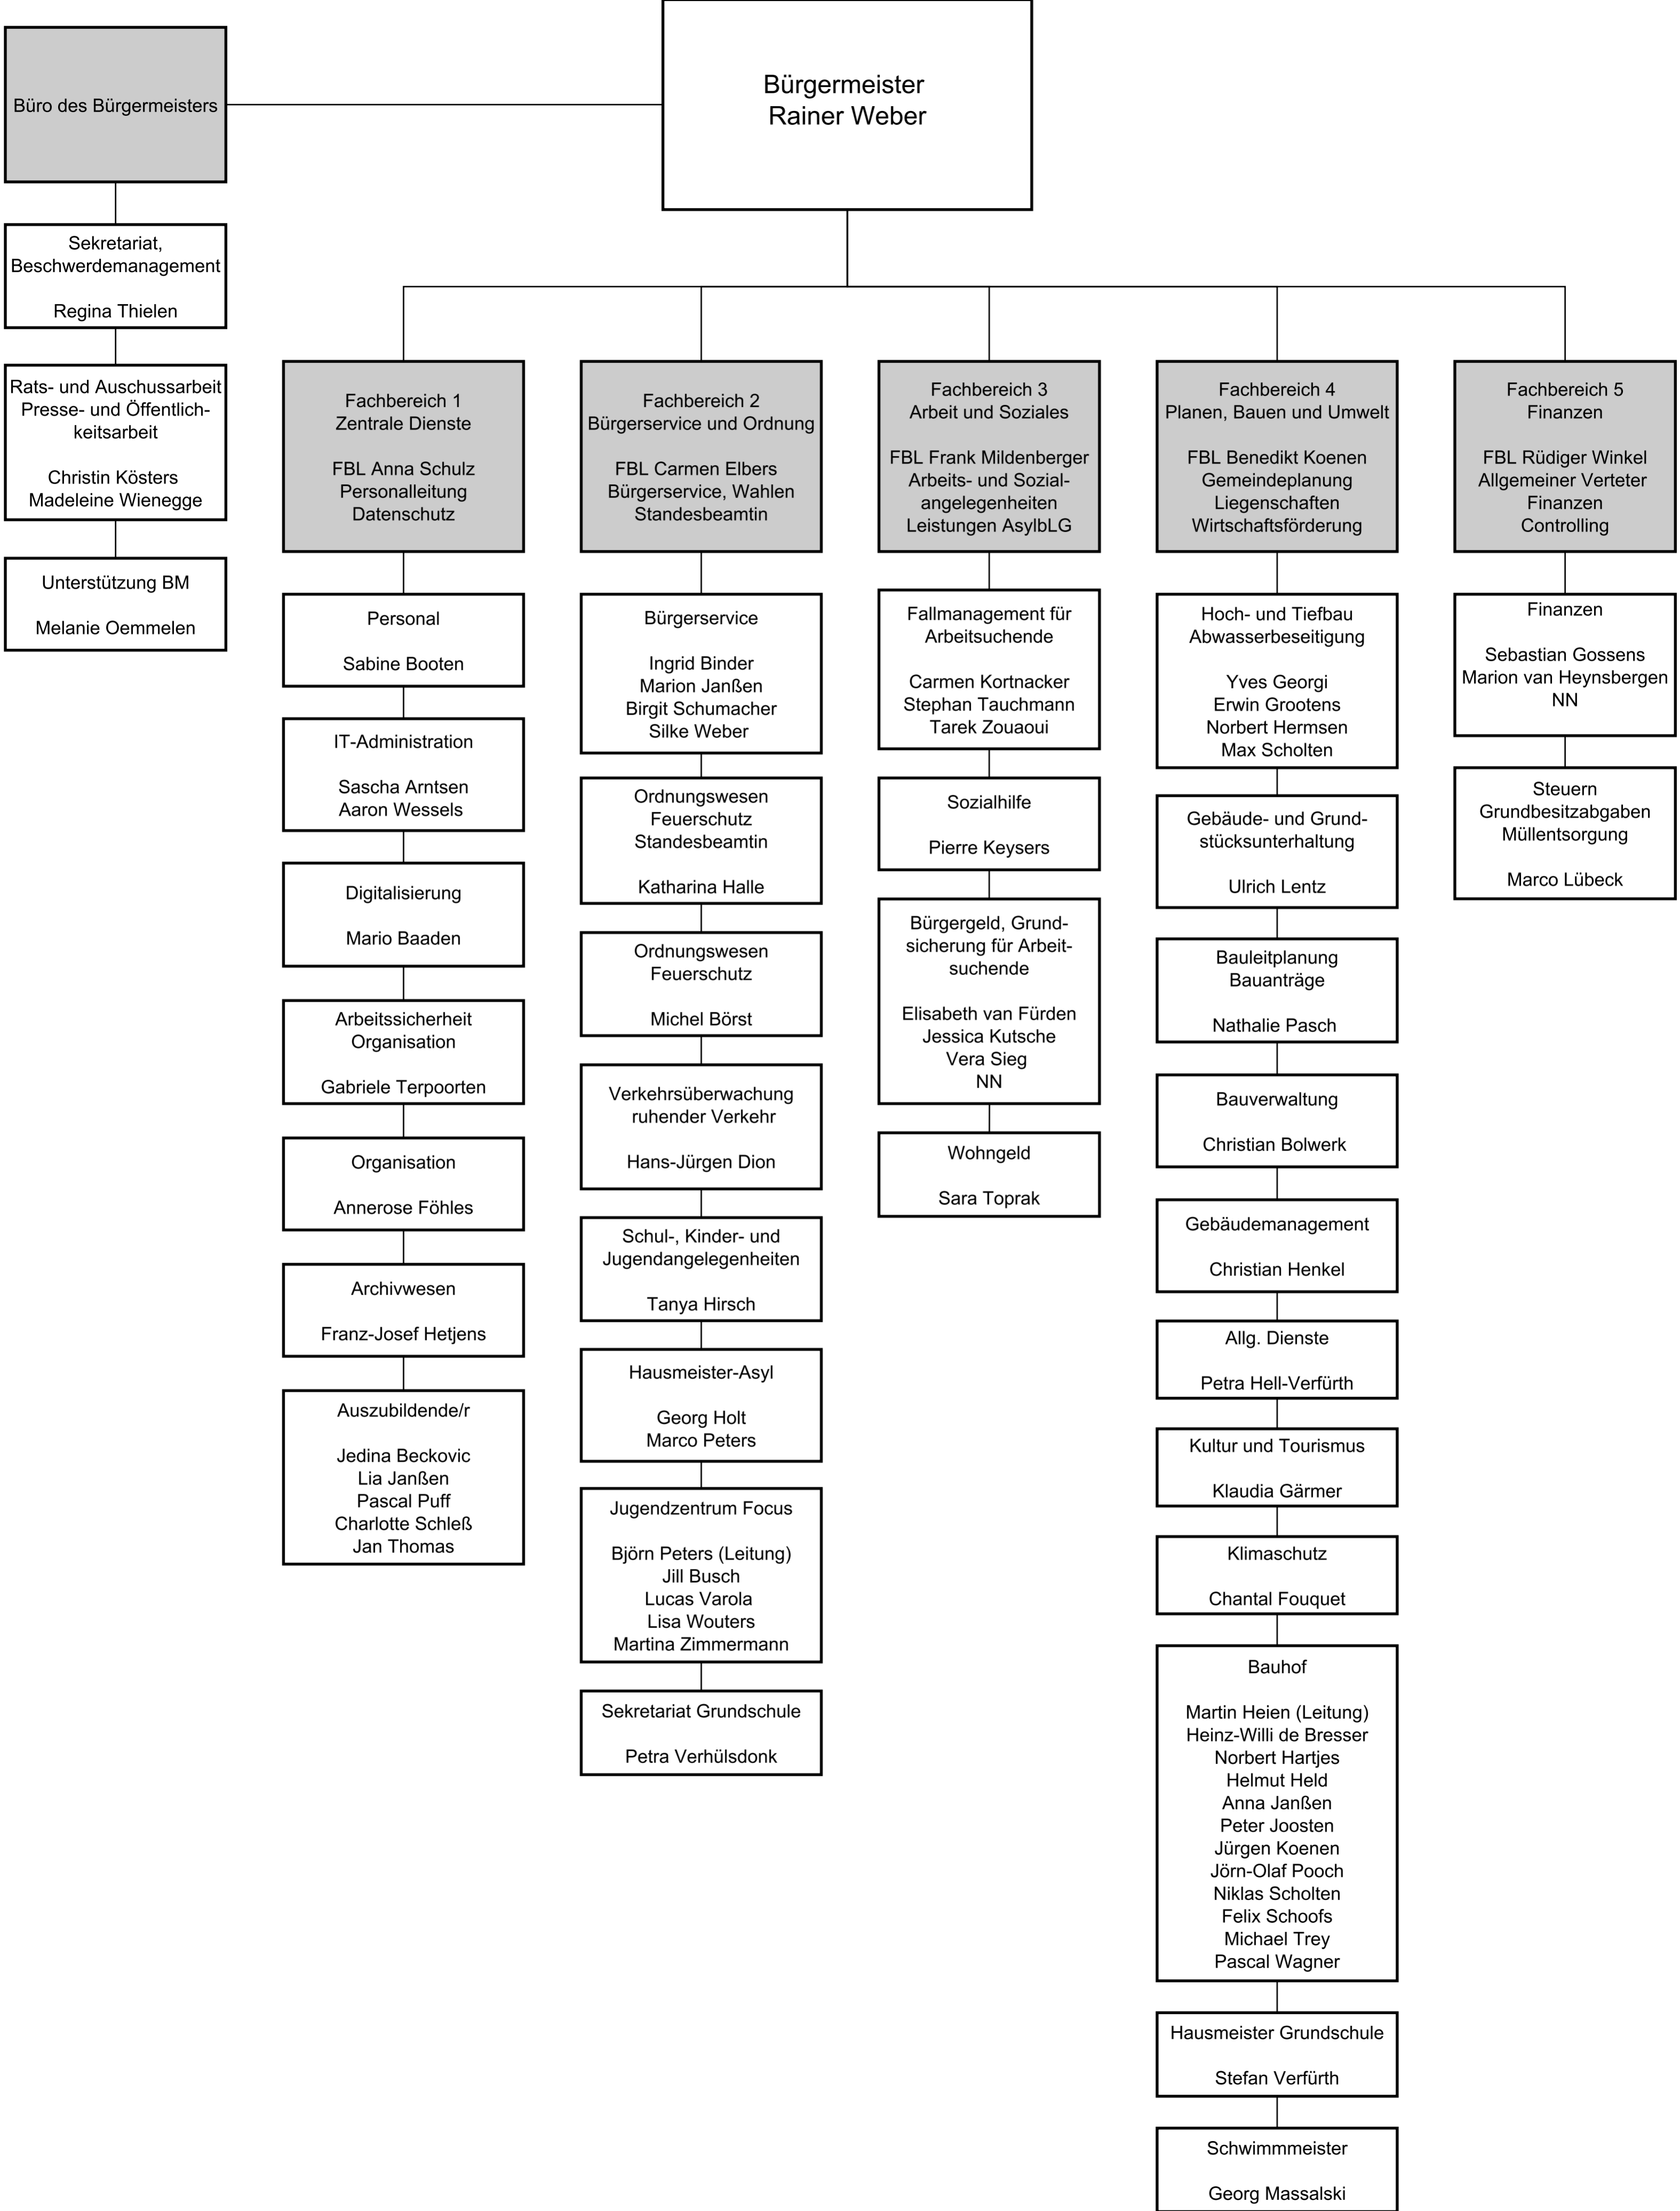 Bürgermeister
Rainer Weber
Büro des Bürgermeisters
Sekretariat,
Beschwerdemanagement
Regina Thielen
Rats- und Auschussarbeit
Presse- und Öffentlich-
keitsarbeit
Christin Kösters
Madeleine Wienegge
Unterstützung BM
Melanie Oemmelen
Fachbereich 1
Zentrale Dienste
FBL Anna Schulz
Personalleitung
Datenschutz
Personal
Sabine Booten
IT-Administration
Sascha Arntsen
Aaron Wessels
Digitalisierung
Mario Baaden
Arbeitssicherheit
Organisation
Gabriele Terpoorten
Organisation
Annerose Föhles
Archivwesen
Franz-Josef Hetjens
Auszubildende/r
Jedina Beckovic
Lia Janßen
Pascal Puff
Charlotte Schleß
Jan Thomas
Fachbereich 2
Bürgerservice und Ordnung
FBL Carmen Elbers
Bürgerservice, Wahlen
Standesbeamtin
Bürgerservice
Ingrid Binder
Marion Janßen
Birgit Schumacher
Silke Weber
Ordnungswesen
Feuerschutz
Standesbeamtin
Katharina Halle
Ordnungswesen
Feuerschutz
Michel Börst
Verkehrsüberwachung
ruhender Verkehr
Hans-Jürgen Dion
Schul-, Kinder- und
Jugendangelegenheiten
Tanya Hirsch
Hausmeister-Asyl
Georg Holt
Marco Peters
Jugendzentrum Focus
Björn Peters (Leitung)
Jill Busch
Lucas Varola
Lisa Wouters
Martina Zimmermann
Sekretariat Grundschule
Petra Verhülsdonk
Fachbereich 3
Arbeit und Soziales
FBL Frank Mildenberger
Arbeits- und Sozial-
angelegenheiten
Leistungen AsylbLG
Fallmanagement für
Arbeitsuchende
Carmen Kortnacker
Stephan Tauchmann
Tarek Zouaoui
Sozialhilfe
Pierre Keysers
Bürgergeld, Grund-
sicherung für Arbeit-
suchende
Elisabeth van Fürden
Jessica Kutsche
Vera Sieg
NN
Wohngeld
Sara Toprak
Fachbereich 4
Planen, Bauen und Umwelt
FBL Benedikt Koenen
Gemeindeplanung
Liegenschaften
Wirtschaftsförderung
Hoch- und Tiefbau
Abwasserbeseitigung
Yves Georgi
Erwin Grootens
Norbert Hermsen
Max Scholten
Gebäude- und Grund-
stücksunterhaltung
Ulrich Lentz
Bauleitplanung
Bauanträge
Nathalie Pasch
Bauverwaltung
Christian Bolwerk
Gebäudemanagement
Christian Henkel
Allg. Dienste
Petra Hell-Verfürth
Kultur und Tourismus
Klaudia Gärmer
Klimaschutz
Chantal Fouquet
Bauhof
Martin Heien (Leitung)
Heinz-Willi de Bresser
Norbert Hartjes
Helmut Held
Anna Janßen
Peter Joosten
Jürgen Koenen
Jörn-Olaf Pooch
Niklas Scholten
Felix Schoofs
Michael Trey
Pascal Wagner
Hausmeister Grundschule
Stefan Verfürth
Schwimmmeister
Georg Massalski
Fachbereich 5
Finanzen
FBL Rüdiger Winkel
Allgemeiner Verteter
Finanzen
Controlling
Finanzen
Sebastian Gossens
Marion van Heynsbergen
NN
Steuern
Grundbesitzabgaben
Müllentsorgung
Marco Lübeck